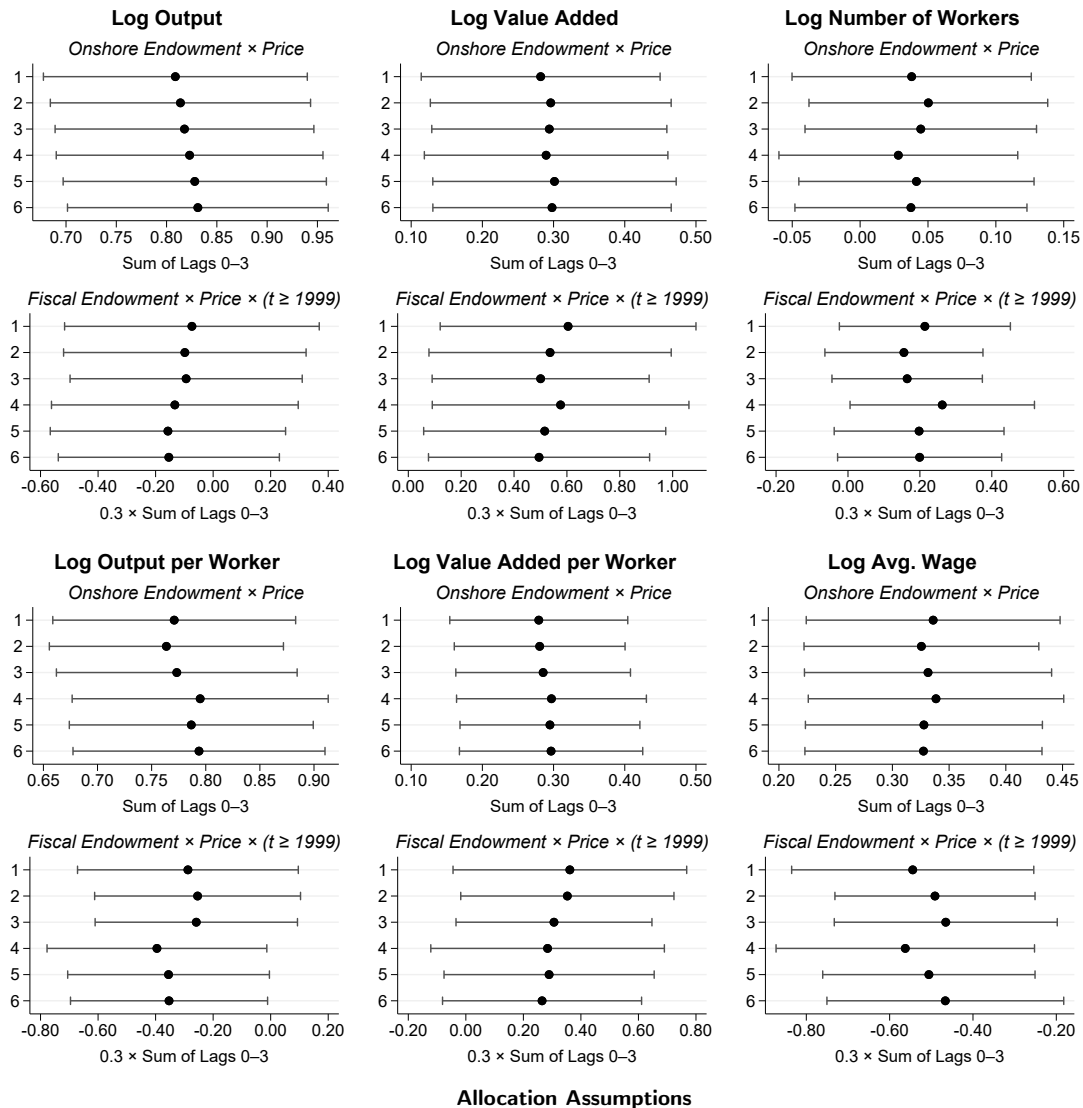 Log Output
Onshore Endowment × Price
1
2
3
4
5
6
0.70 0.75 0.80 0.85 0.90 0.95
Sum of Lags 0–3
Log Value Added
Onshore Endowment × Price
0.10 0.20 0.30 0.40 0.50
Sum of Lags 0–3
Log Number of Workers
Onshore Endowment × Price
1
2
3
4
5
6
-0.05 0.00 0.05 0.10 0.15
Sum of Lags 0–3
Fiscal Endowment × Price × (t ≥ 1999)
1
2
3
4
5
6
-0.60 -0.40 -0.20 0.00 0.20 0.40
0.3 × Sum of Lags 0–3
Fiscal Endowment × Price × (t ≥ 1999)
1
2
3
4
5
6
0.00 0.20 0.40 0.60 0.80 1.00
0.3 × Sum of Lags 0–3
Fiscal Endowment × Price × (t ≥ 1999)
1
2
3
4
5
6
-0.20 0.00 0.20 0.40 0.60
0.3 × Sum of Lags 0–3
Log Output per Worker
Onshore Endowment × Price
1
2
3
4
5
6
0.65 0.70 0.75 0.80 0.85 0.90
Sum of Lags 0–3
Log Value Added per Worker
Onshore Endowment × Price
1
2
3
4
5
6
0.10 0.20 0.30 0.40 0.50
Sum of Lags 0–3
Log Avg. Wage
Onshore Endowment × Price
1
2
3
4
5
6
0.20 0.25 0.30 0.35 0.40 0.45
Sum of Lags 0–3
Fiscal Endowment × Price × (t ≥ 1999)
1
2
3
4
5
6
-0.80 -0.60 -0.40 -0.20 0.00 0.20
0.3 × Sum of Lags 0–3
Fiscal Endowment × Price × (t ≥ 1999)
1
2
3
4
5
6
-0.20 0.00 0.20 0.40 0.60 0.80
0.3 × Sum of Lags 0–3
Fiscal Endowment × Price × (t ≥ 1999)
1
2
3
4
5
6
-0.80 -0.60 -0.40 -0.20
0.3 × Sum of Lags 0–3
Allocation Assumptions